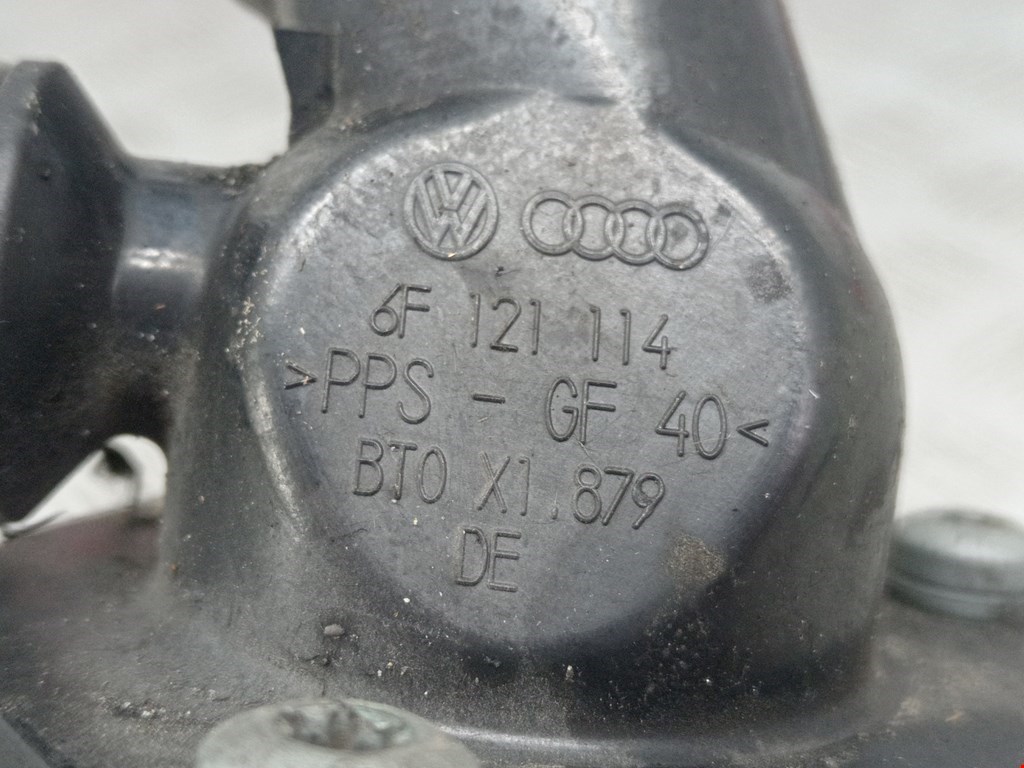 6F 121 114
>PPS - GF 40<
BT0 X1.879
DE